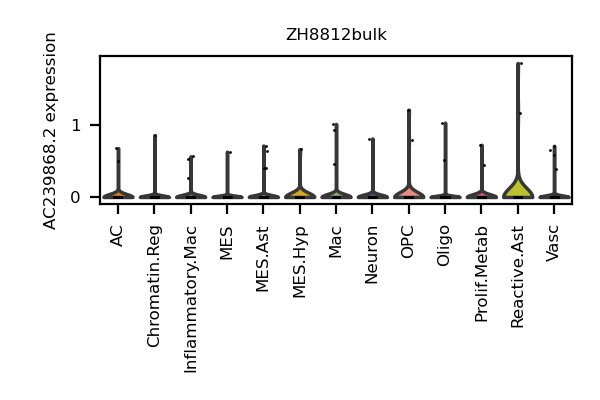 ZH8812bulk
AC239868.2 expression
1
0
AC
Chromatin.Reg
Inflammatory.Mac
MES
MES.Ast
MES.Hyp
Mac
Neuron
OPC
Oligo
Prolif.Metab
Reactive.Ast
Vasc